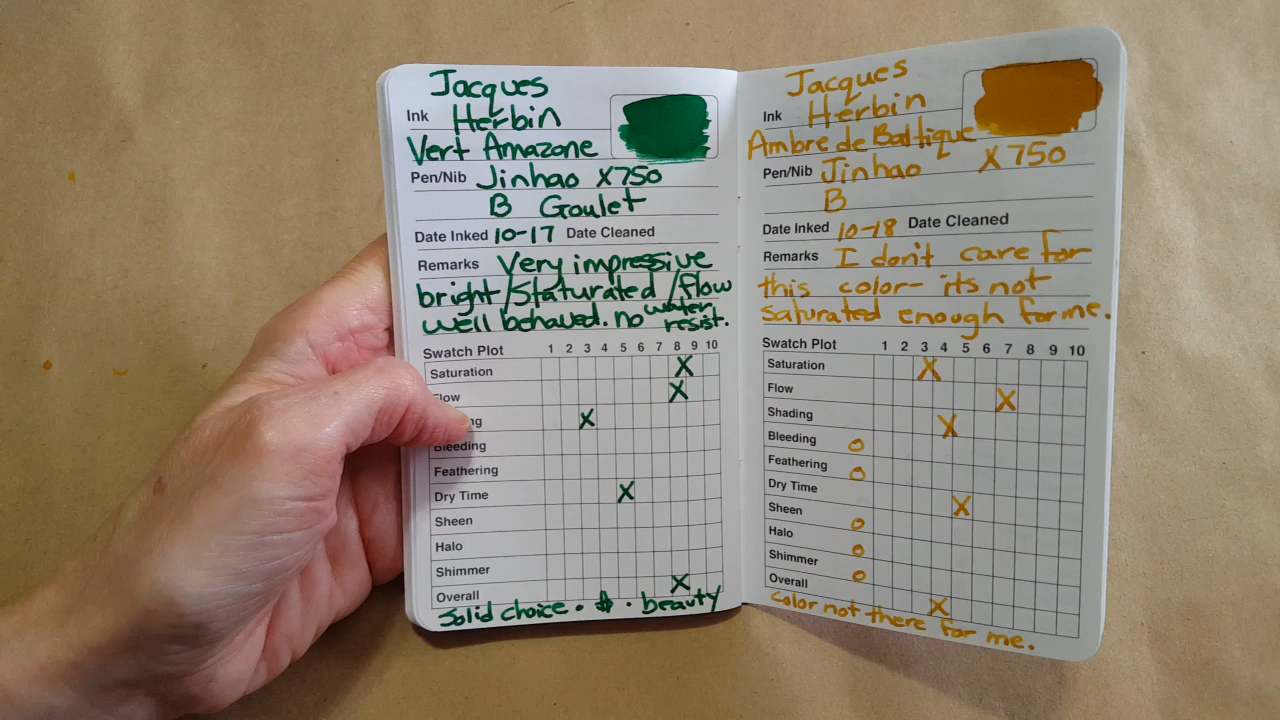 Jacques
Ink Herbin
Vert Amazone
Pen/Nib Jinhao X750
B Goulet
Date Inked 10-17 Date Cleaned
Remarks Very impressive
bright/Staturated/flow
well behaved. no water resist.
Swatch Plot 1 2 3 4 5 6 7 8 9 10
Saturation X
Flow X
ng X
Bleeding
Feathering
Dry Time X
Sheen
Halo
Shimmer
Overall X
Solid choice · $ · beauty
Jacques
Ink Herbin
Ambre de Baltique
Pen/Nib Jinhao X750
B
Date Inked 10-18 Date Cleaned
Remarks I don't care for
this color- its not
saturated enough for me.
Swatch Plot 1 2 3 4 5 6 7 8 9 10
Saturation X
Flow X
Shading X
Bleeding O
Feathering O
Dry Time X
Sheen O
Halo O
Shimmer O
Overall X
Color not there for me.